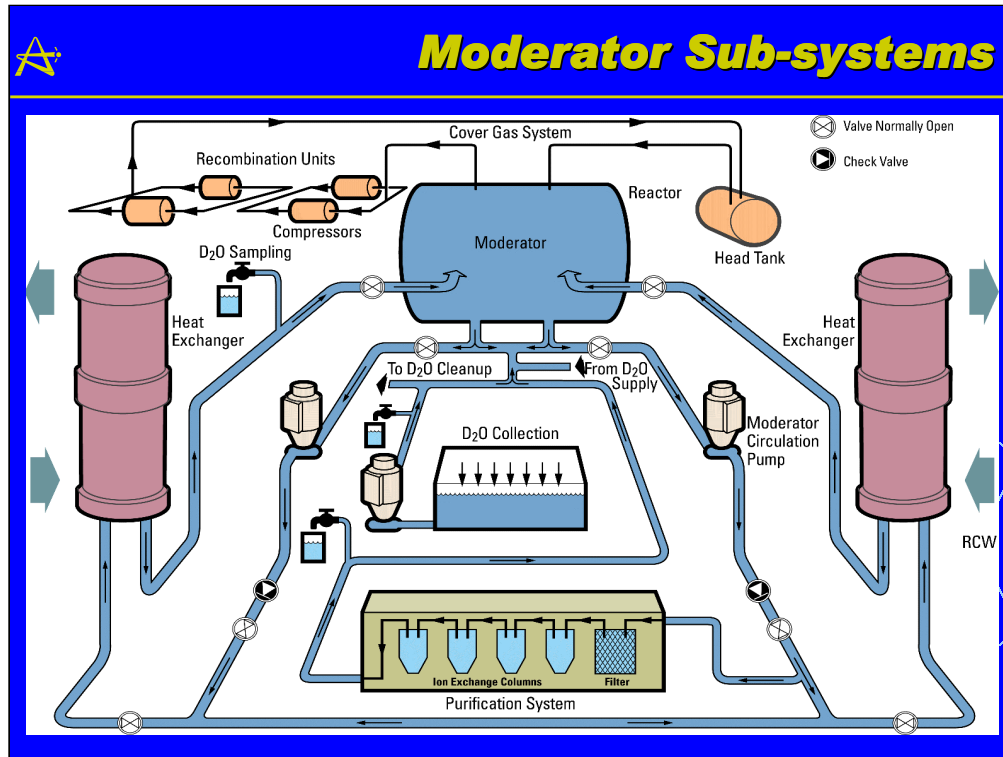 Moderator Sub-systems
Cover Gas System
Valve Normally Open
Check Valve
Recombination Units
Compressors
Reactor
Moderator
Head Tank
D2O Sampling
Heat
Exchanger
Heat
Exchanger
To D2O Cleanup
From D2O
Supply
Moderator
Circulation
Pump
D2O Collection
RCW
Ion Exchange Columns
Filter
Purification System